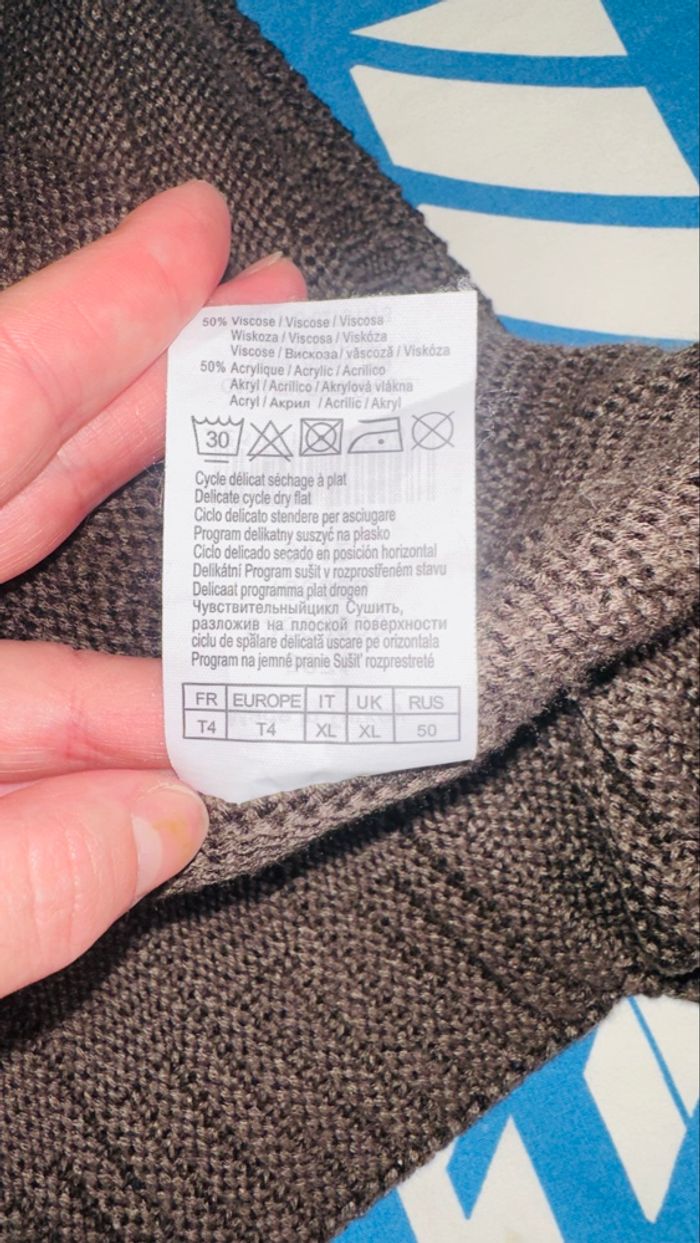 50% Viscose / Viscose / Viscosa
Wiskoza / Viscosa / Viskóza
Viscose / Вискоза / vâscoză / Viskóza
50% Acrylique / Acrylic / Acrilico
Akryl / Acrilico / Akrylová vlákna
Acryl / Акрил / Acrilic / Akryl
30
Cycle délicat séchage à plat
Delicate cycle dry flat
Ciclo delicato stendere per asciugare
Program delikatny suszyć na płasko
Ciclo delicado secado en posición horizontal
Delikátní Program sušit v rozprostřeném stavu
Delicaat programma plat drogen
Чувствительныйцикл Сушить,
разложив на плоской поверхности
ciclu de spălare delicată uscare pe orizontala
Program na jemné pranie Sušiť rozprestreté
FR EUROPE IT UK RUS
T4 T4 XL XL 50